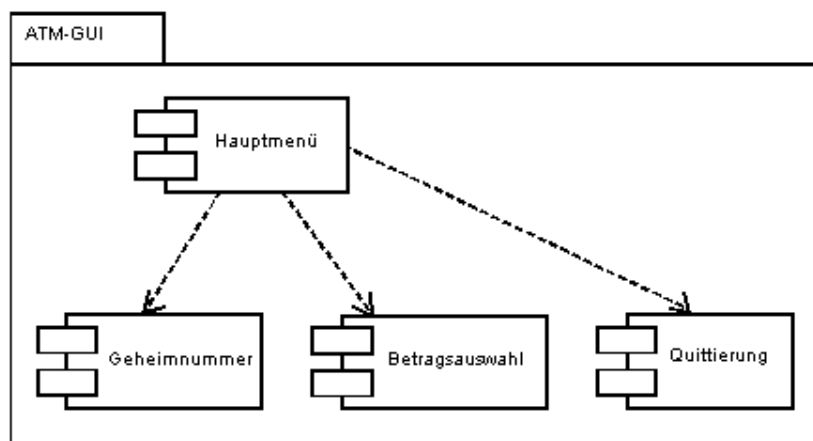 ATM-GUI
Hauptmenü
Geheimnummer
Betragsauswahl
Quittierung